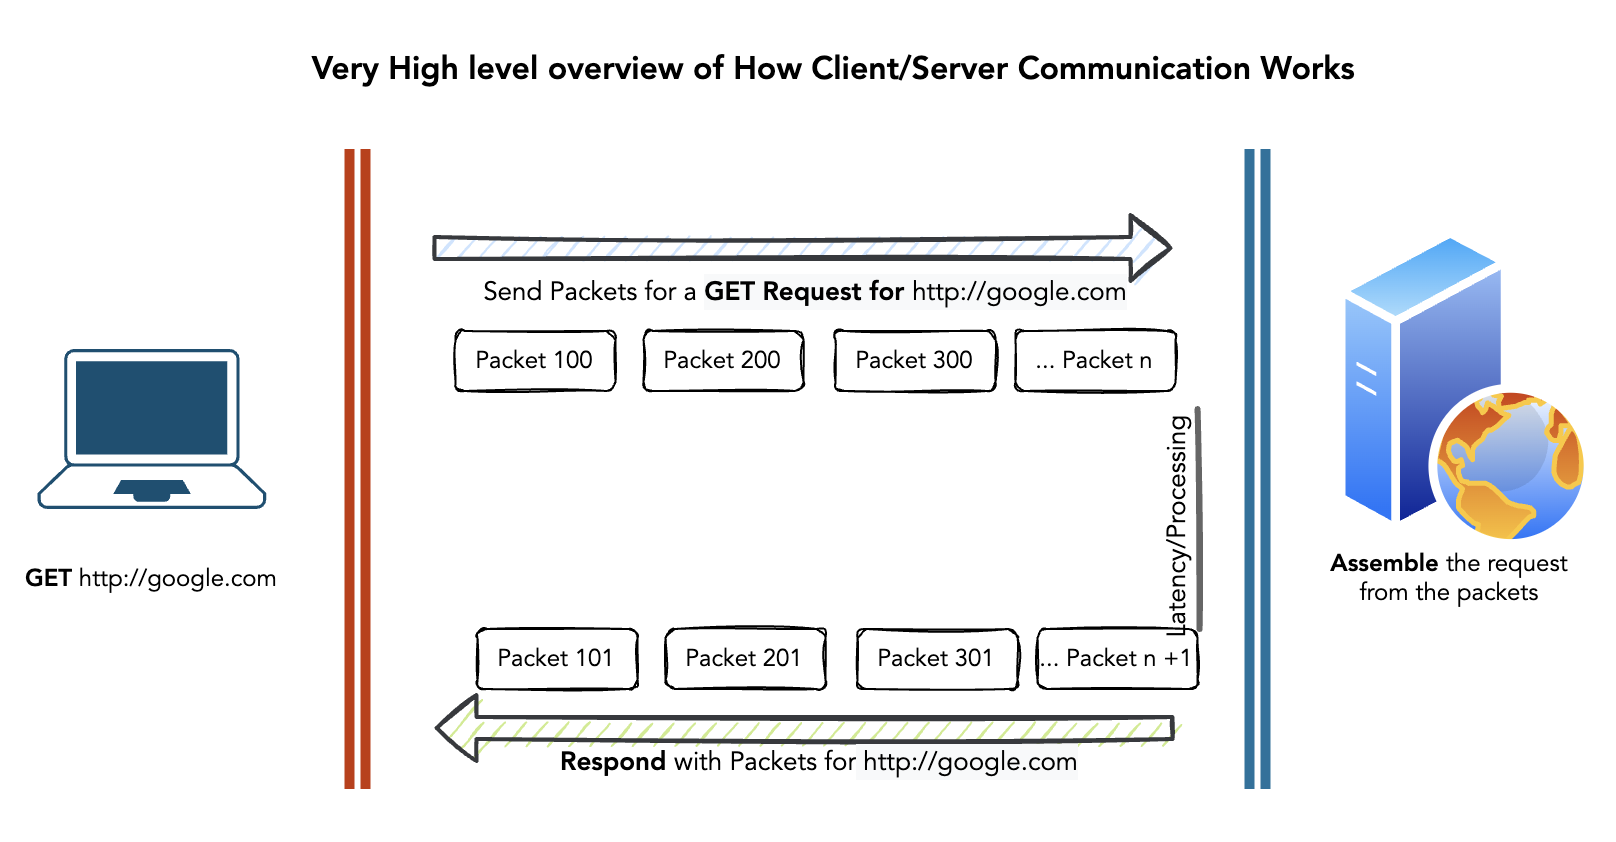 Very High level overview of How Client/Server Communication Works
Send Packets for a GET Request for http://google.com
Packet 100
Packet 200
Packet 300
... Packet n
Latency/Processing
GET http://google.com
Assemble the request
from the packets
Packet 101
Packet 201
Packet 301
... Packet n +1
Respond with Packets for http://google.com